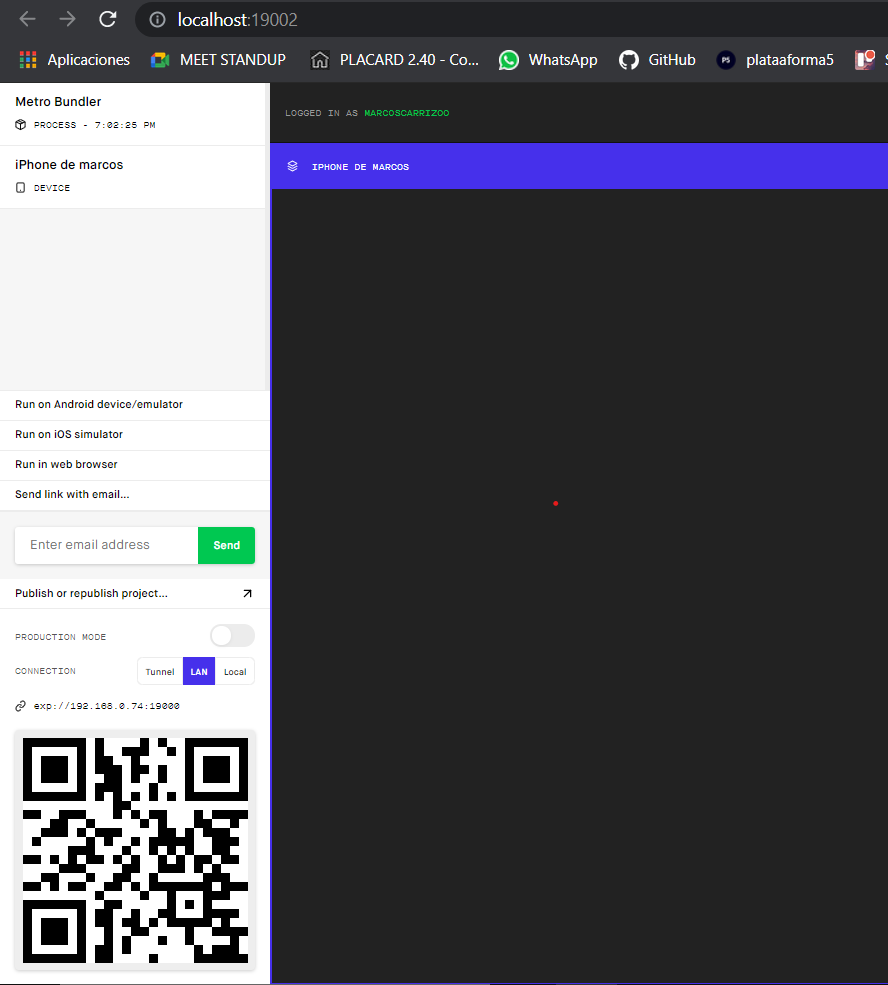 localhost:19002
Aplicaciones MEET STANDUP PLACARD 2.40 - Co... WhatsApp GitHub PS plataaforma5 S
Metro Bundler
PROCESS - 7:02:25 PM
iPhone de marcos
DEVICE
Run on Android device/emulator
Run on iOS simulator
Run in web browser
Send link with email...
Enter email address Send
Publish or republish project...
PRODUCTION MODE
CONNECTION Tunnel LAN Local
exp://192.168.0.74:19000
LOGGED IN AS MARCOSCARRIZOO
IPHONE DE MARCOS